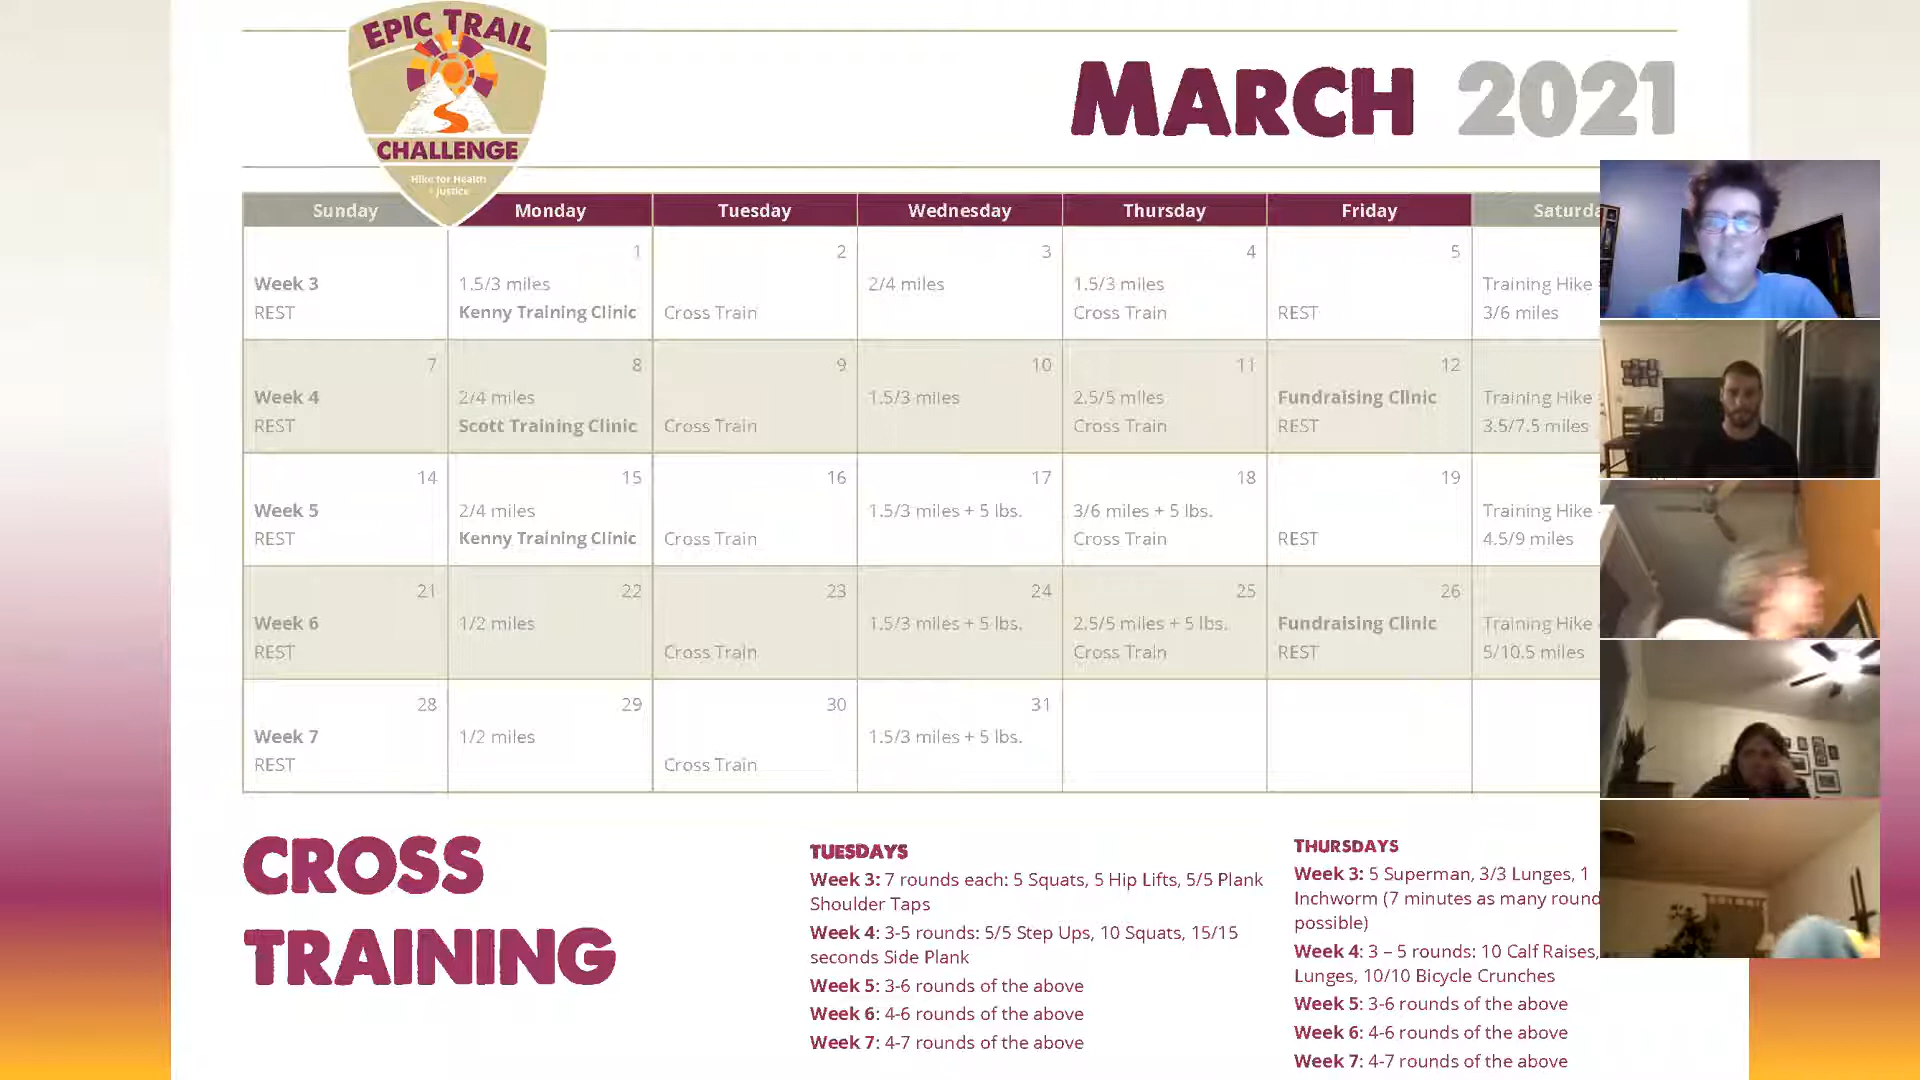 EPIC TRAIL
CHALLENGE
Hike for Health
+ Justice
MARCH 2021
Sunday Monday Tuesday Wednesday Thursday Friday Saturda
1 2 3 4 5
Week 3 1.5/3 miles 2/4 miles 1.5/3 miles Training Hike
REST Kenny Training Clinic Cross Train Cross Train REST 3/6 miles
7 8 9 10 11 12
Week 4 2/4 miles 1.5/3 miles 2.5/5 miles Fundraising Clinic Training Hike
REST Scott Training Clinic Cross Train Cross Train REST 3.5/7.5 miles
14 15 16 17 18 19
Week 5 2/4 miles 1.5/3 miles + 5 lbs. 3/6 miles + 5 lbs. Training Hike
REST Kenny Training Clinic Cross Train Cross Train REST 4.5/9 miles
21 22 23 24 25 26
Week 6 1/2 miles 1.5/3 miles + 5 lbs. 2.5/5 miles + 5 lbs. Fundraising Clinic Training Hike
REST Cross Train Cross Train REST 5/10.5 miles
28 29 30 31
Week 7 1/2 miles 1.5/3 miles + 5 lbs.
REST Cross Train
CROSS
TRAINING
TUESDAYS
Week 3: 7 rounds each: 5 Squats, 5 Hip Lifts, 5/5 Plank
Shoulder Taps
Week 4: 3-5 rounds: 5/5 Step Ups, 10 Squats, 15/15
seconds Side Plank
Week 5: 3-6 rounds of the above
Week 6: 4-6 rounds of the above
Week 7: 4-7 rounds of the above
THURSDAYS
Week 3: 5 Superman, 3/3 Lunges, 1
Inchworm (7 minutes as many round
possible)
Week 4: 3 – 5 rounds: 10 Calf Raises,
Lunges, 10/10 Bicycle Crunches
Week 5: 3-6 rounds of the above
Week 6: 4-6 rounds of the above
Week 7: 4-7 rounds of the above